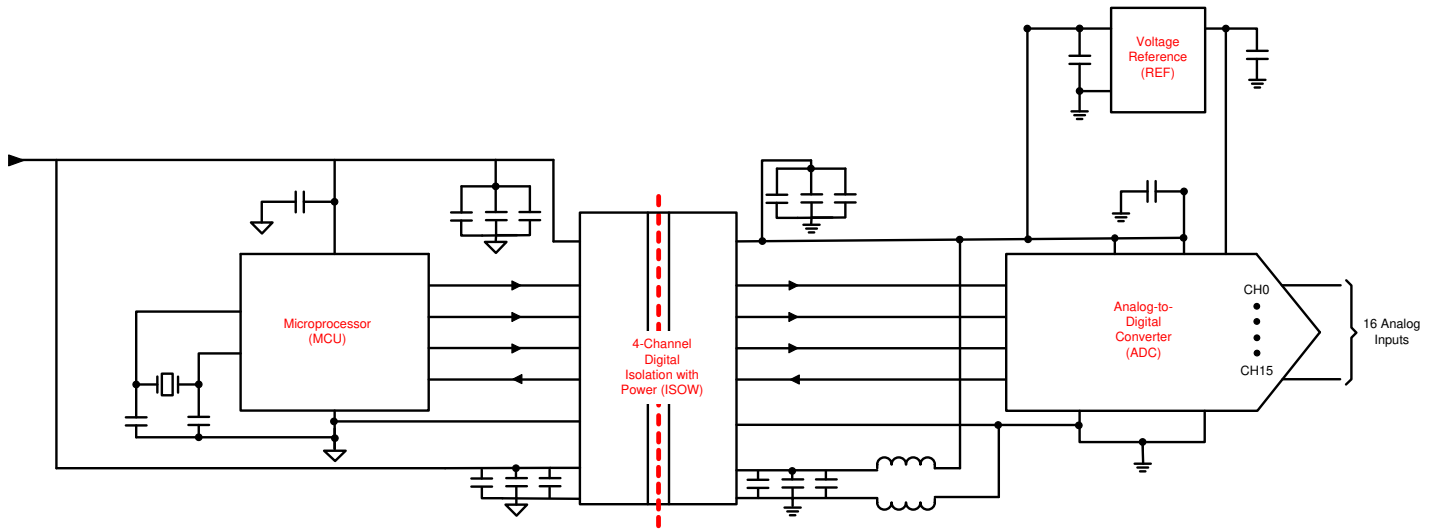 Voltage
Reference
(REF)
Microprocessor
(MCU)
4-Channel
Digital
Isolation with
Power (ISOW)
Analog-to-
Digital
Converter
(ADC)
CH0
CH15
16 Analog
Inputs